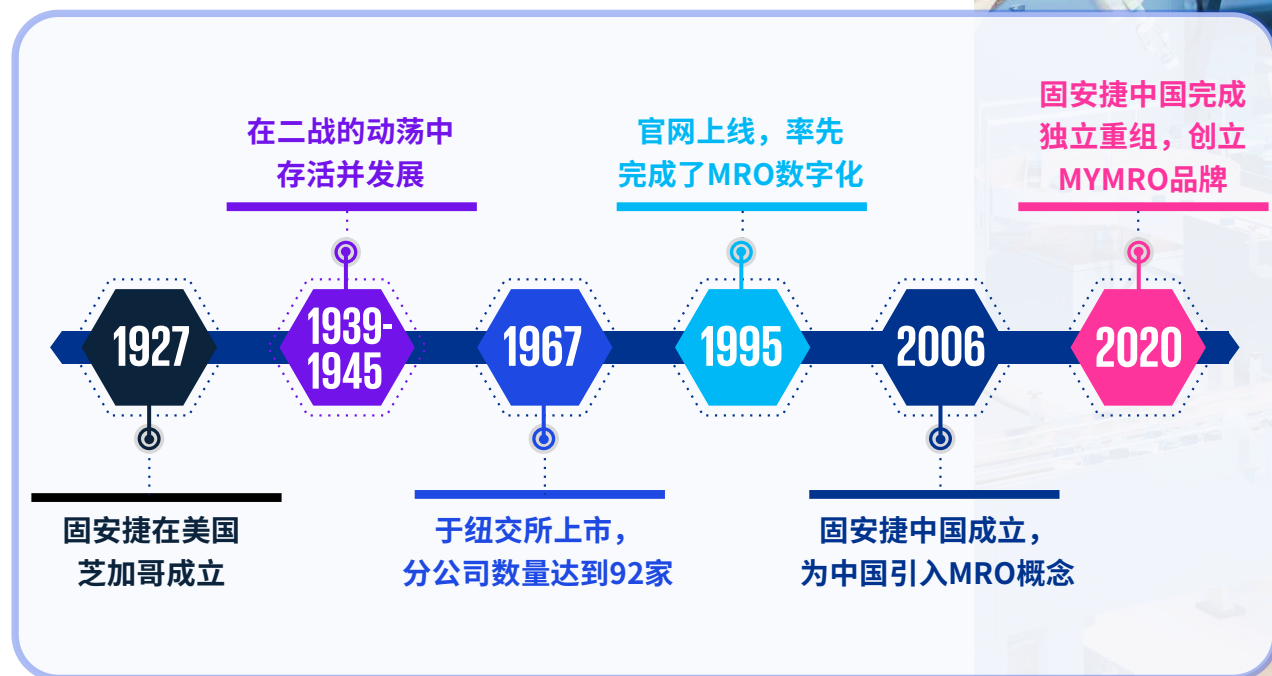 在二战的动荡中
存活并发展
官网上线，率先
完成了MRO数字化
固安捷中国完成
独立重组，创立
MYMRO品牌
1927
1939-
1945
1967
1995
2006
2020
固安捷在美国
芝加哥成立
于纽交所上市，
分公司数量达到92家
固安捷中国成立，
为中国引入MRO概念